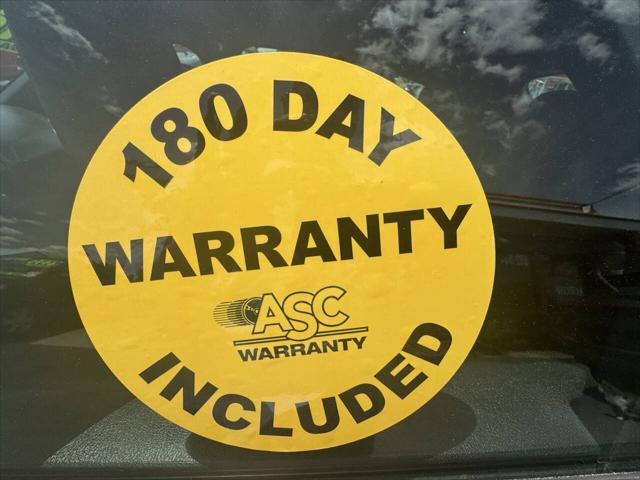 180 DAY
WARRANTY
ASC
WARRANTY
INCLUDED